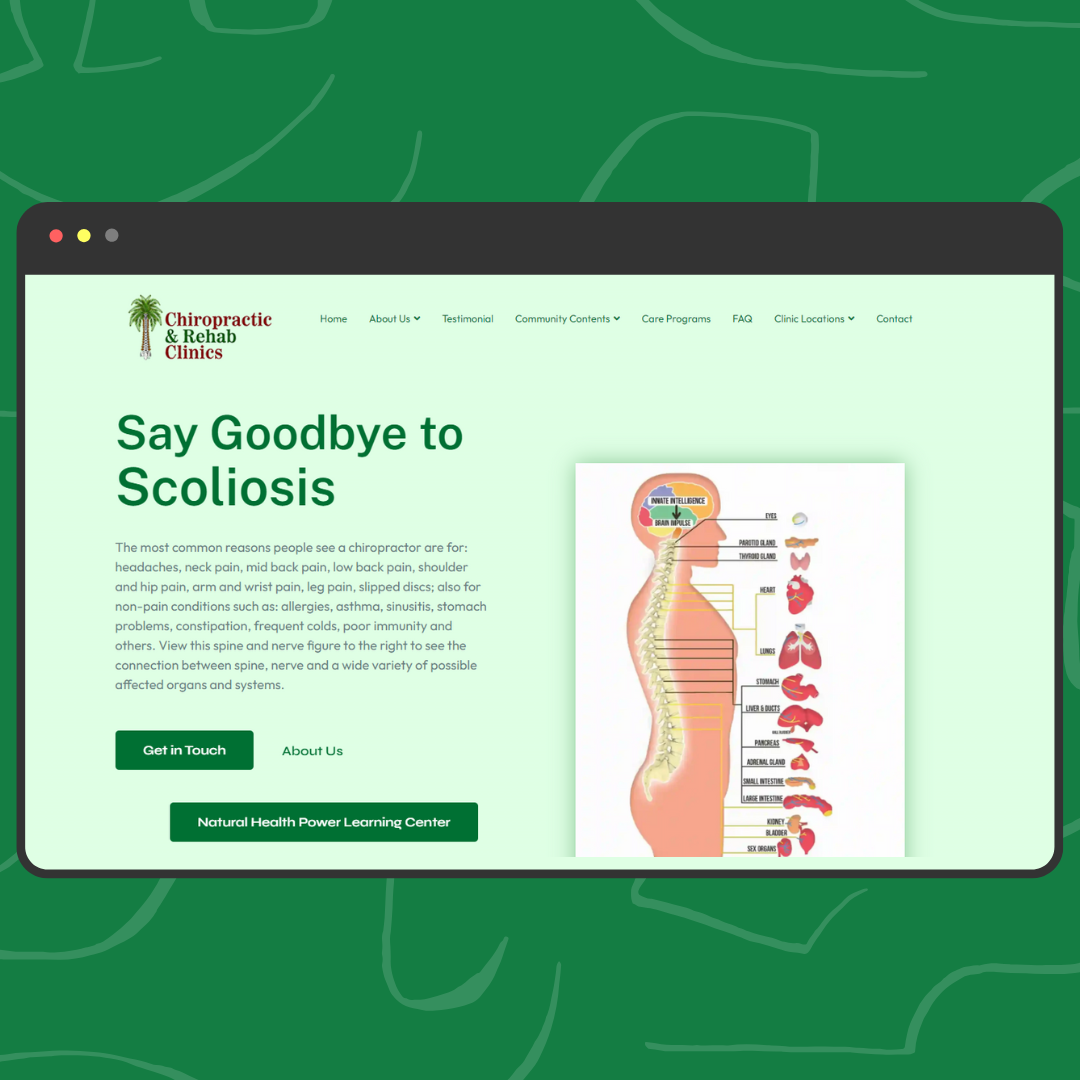 Chiropractic
& Rehab
Clinics
Home About Us Testimonial Community Contents Care Programs FAQ Clinic Locations Contact
Say Goodbye to
Scoliosis
The most common reasons people see a chiropractor are for:
headaches, neck pain, mid back pain, low back pain, shoulder
and hip pain, arm and wrist pain, leg pain, slipped discs; also for
non-pain conditions such as: allergies, asthma, sinusitis, stomach
problems, constipation, frequent colds, poor immunity and
others. View this spine and nerve figure to the right to see the
connection between spine, nerve and a wide variety of possible
affected organs and systems.
Get in Touch About Us
Natural Health Power Learning Center
INNATE INTELLIGENCE
BRAIN IMPULSE
EYES
PAROTID GLAND
THYROID GLAND
HEART
LUNGS
STOMACH
LIVER & DUCTS
GALL BLADDER
PANCREAS
ADRENAL GLAND
SMALL INTESTINE
LARGE INTESTINE
KIDNEY
BLADDER
SEX ORGANS